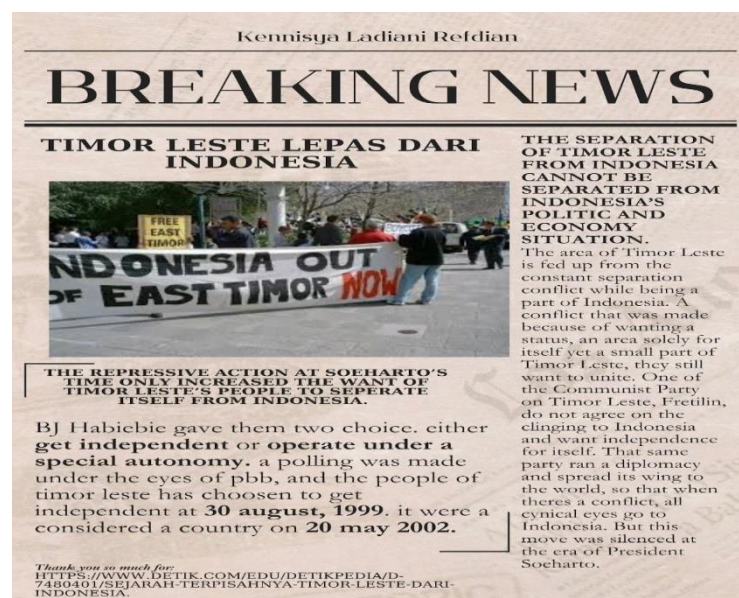 Kennisya Ladiani Refdian
BREAKING NEWS
TIMOR LESTE LEPAS DARI
INDONESIA
FREE
EAST
TIMOR
NDONESIA OUT
OF EAST TIMOR NOW
THE REPRESSIVE ACTION AT SOEHARTO'S
TIME ONLY INCREASED THE WANT OF
TIMOR LESTE'S PEOPLE TO SEPERATE
ITSELF FROM INDONESIA.
BJ Habiebie gave them two choice. either
get independent or operate under a
special autonomy. a polling was made
under the eyes of pbb, and the people of
timor leste has choosen to get
independent at 30 august, 1999. it were a
considered a country on 20 may 2002.
Thank you so much for:
HTTPS://WWW.DETIK.COM/EDU/DETIKPEDIA/D-
7480401/SEJARAH-TERPISAHNYA-TIMOR-LESTE-DARI-
INDONESIA.
THE SEPARATION
OF TIMOR LESTE
FROM INDONESIA
CANNOT BE
SEPARATED FROM
INDONESIA'S
POLITIC AND
ECONOMY
SITUATION.
The area of Timor Leste
is fed up from the
constant separation
conflict while being a
part of Indonesia. A
conflict that was made
because of wanting a
status, an area solely for
itself yet a small part of
Timor Leste, they still
want to unite. One of
the Communist Party
on Timor Leste, Fretilin,
do not agree on the
clinging to Indonesia
and want independence
for itself. That same
party ran a diplomacy
and spread its wing to
the world, so that when
theres a conflict, all
cynical eyes go to
Indonesia. But this
move was silenced at
the era of President
Soeharto.